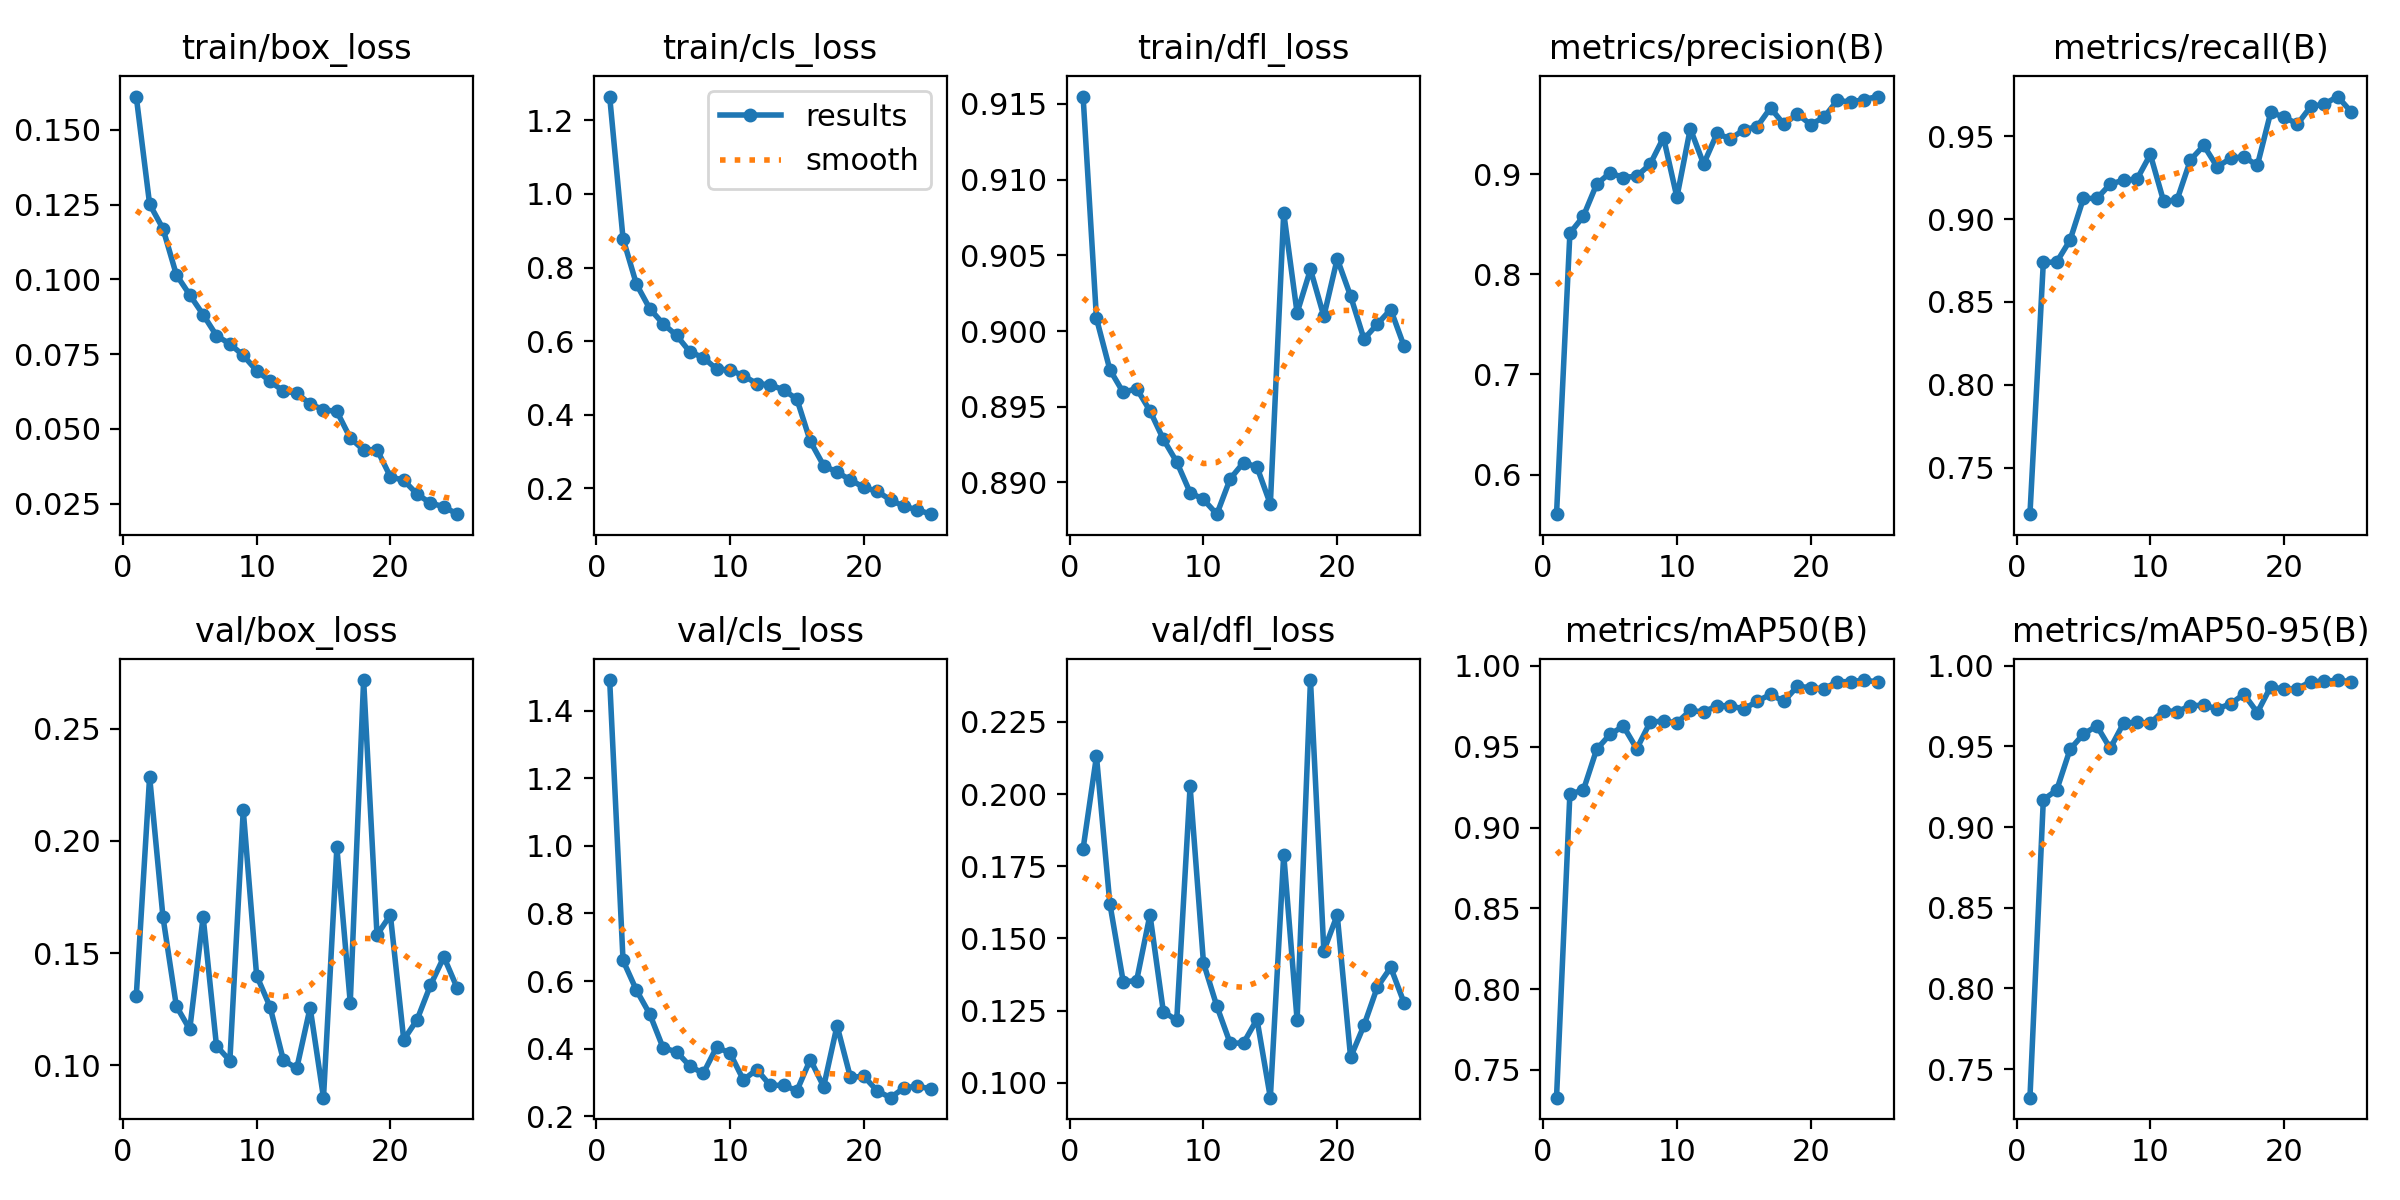 train/box_loss
0.150
0.125
0.100
0.075
0.050
0.025
0 10 20
train/cls_loss
results
smooth
1.2
1.0
0.8
0.6
0.4
0.2
0 10 20
train/dfl_loss
0.915
0.910
0.905
0.900
0.895
0.890
0 10 20
metrics/precision(B)
0.9
0.8
0.7
0.6
0 10 20
metrics/recall(B)
0.95
0.90
0.85
0.80
0.75
0 10 20
val/box_loss
0.25
0.20
0.15
0.10
0 10 20
val/cls_loss
1.4
1.2
1.0
0.8
0.6
0.4
0.2
0 10 20
val/dfl_loss
0.225
0.200
0.175
0.150
0.125
0.100
0 10 20
metrics/mAP50(B)
1.00
0.95
0.90
0.85
0.80
0.75
0 10 20
metrics/mAP50-95(B)
1.00
0.95
0.90
0.85
0.80
0.75
0 10 20